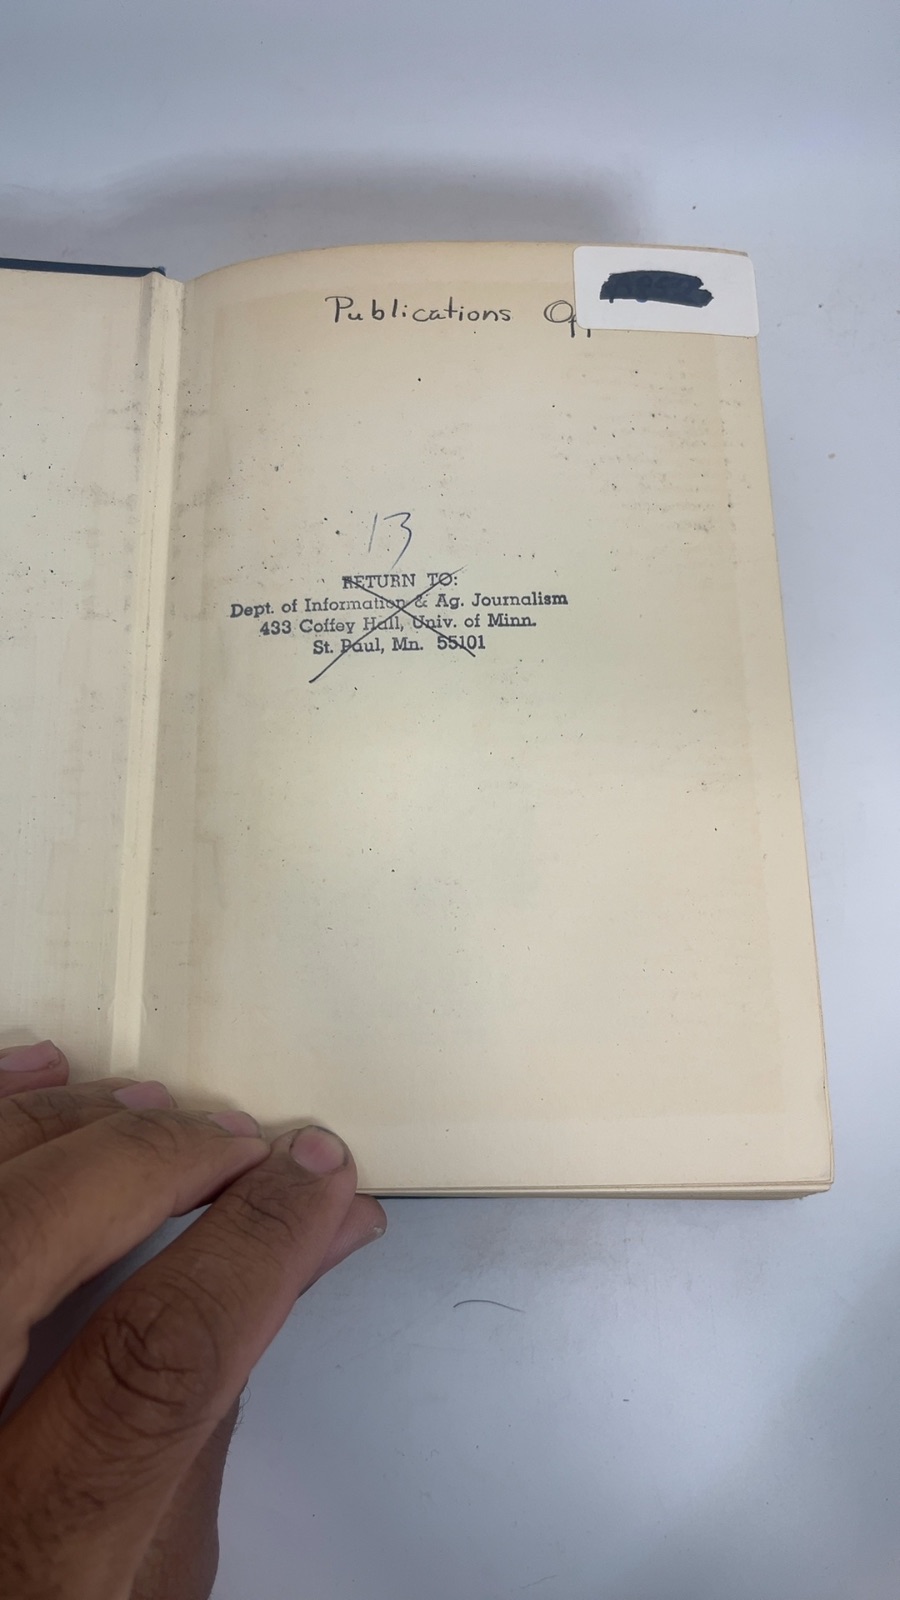 Publications
13
RETURN TO:
Dept. of Information & Ag. Journalism
433 Coffey Hall, Univ. of Minn.
St. Paul, Mn. 55101